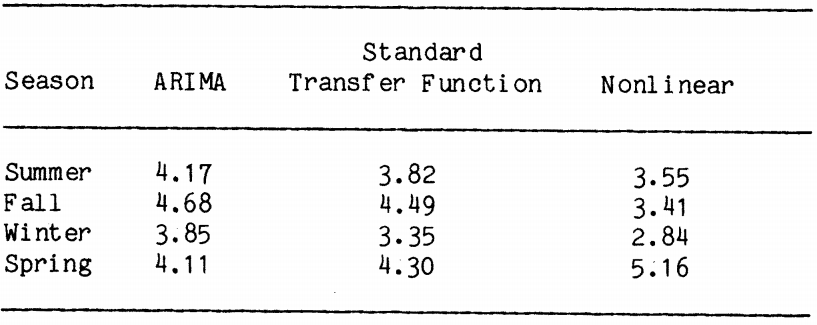 Standard
Season ARIMA Transfer Function Nonlinear
Summer 4.17 3.82 3.55
Fall 4.68 4.49 3.41
Winter 3.85 3.35 2.84
Spring 4.11 4.30 5.16